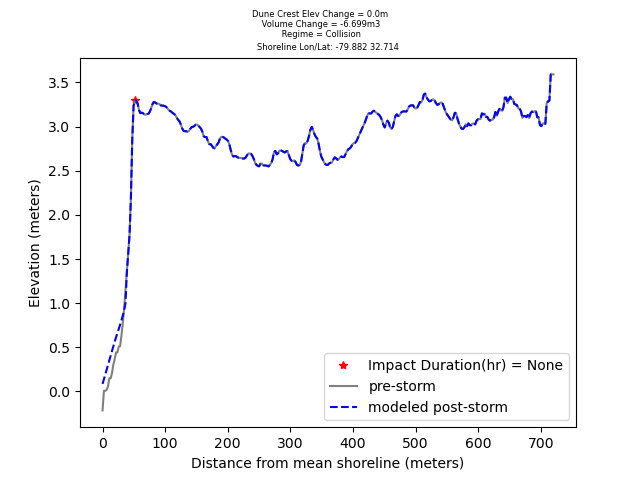 Dune Crest Elev Change = 0.0m
Volume Change = -6.699m3
Regime = Collision
Shoreline Lon/Lat: -79.882 32.714
3.5
3.0
2.5
2.0
1.5
1.0
0.5
0.0
Elevation (meters)
Impact Duration(hr) = None
pre-storm
modeled post-storm
0 100 200 300 400 500 600 700
Distance from mean shoreline (meters)